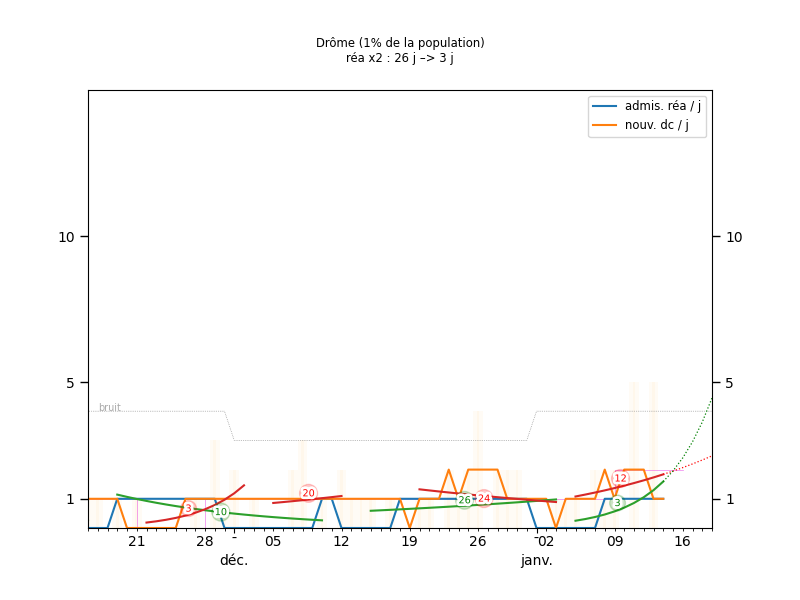 Drôme (1% de la population)
réa x2 : 26 j –> 3 j
admis. réa / j
nouv. dc / j
10 10
5 5
bruit
12
20
26 24
3 10 3
1 1
21 28 05 12 19 26 02 09 16
déc. janv.